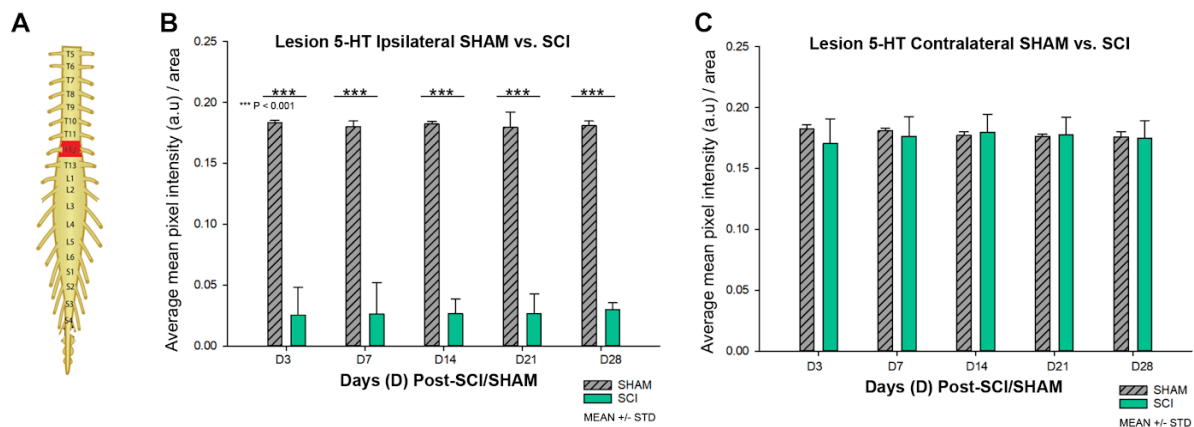 A
T5
T6
T7
T8
T9
T10
T11
T13
L1
L2
L3
L4
L5
L6
S1
S2
S3
S4
B
Lesion 5-HT Ipsilateral SHAM vs. SCI
Average mean pixel intensity (a.u) / area
0.25
0.20
0.15
0.10
0.05
0.00
*** *** *** *** ***
*** P < 0.001
D3 D7 D14 D21 D28
Days (D) Post-SCI/SHAM
SHAM
SCI
MEAN +/- STD
C
Lesion 5-HT Contralateral SHAM vs. SCI
Average mean pixel intensity (a.u) / area
0.25
0.20
0.15
0.10
0.05
0.00
D3 D7 D14 D21 D28
Days (D) Post-SCI/SHAM
SHAM
SCI
MEAN +/- STD